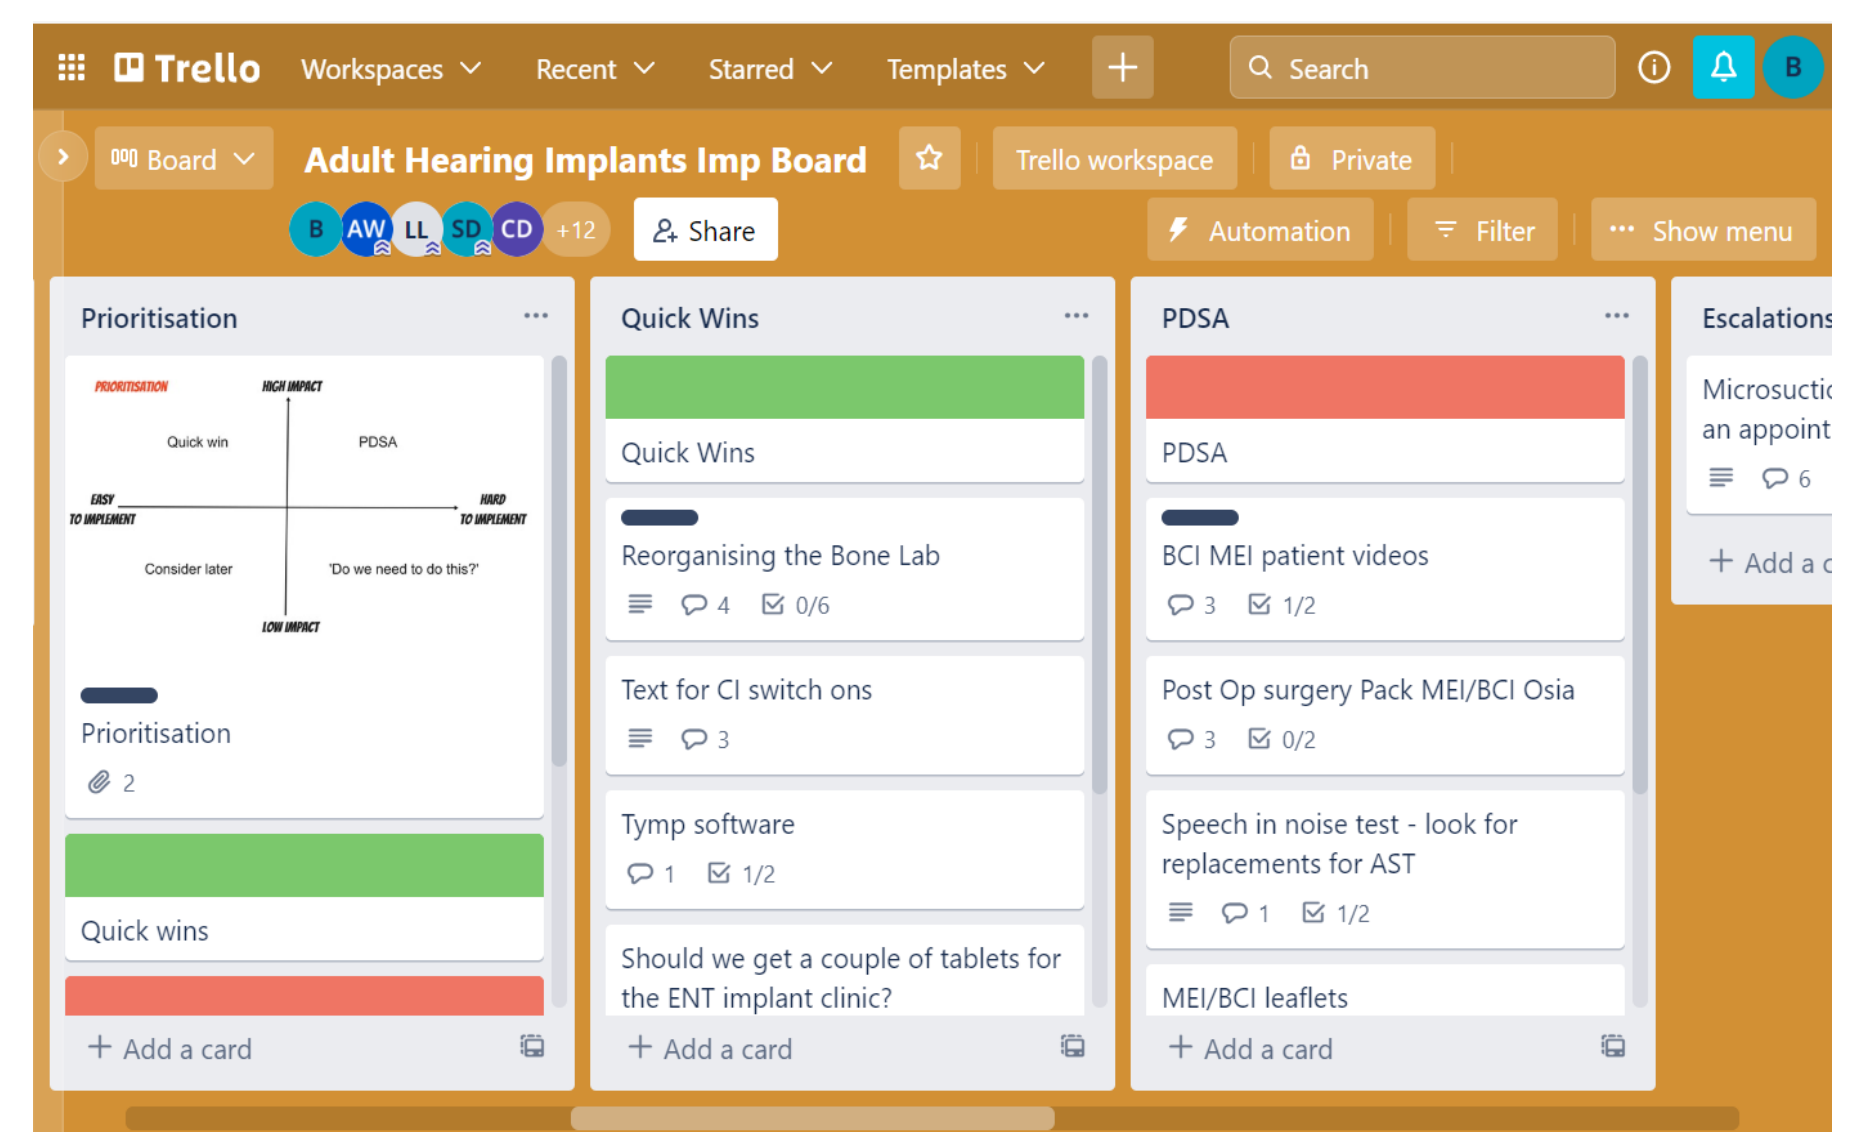 Trello
Workspaces
Recent
Starred
Templates
Search
B
Board
Adult Hearing Implants Imp Board
Trello workspace
Private
B
AW
LL
SD
CD
+12
Share
Automation
Filter
Show menu
Prioritisation
PRIORITISATION
HIGH IMPACT
Quick win
PDSA
EASY
TO IMPLEMENT
HARD
TO IMPLEMENT
Consider later
'Do we need to do this?'
LOW IMPACT
Prioritisation
2
Quick wins
Add a card
Quick Wins
Quick Wins
Reorganising the Bone Lab
4
0/6
Text for CI switch ons
3
Tymp software
1
1/2
Should we get a couple of tablets for
the ENT implant clinic?
Add a card
PDSA
PDSA
BCI MEI patient videos
3
1/2
Post Op surgery Pack MEI/BCI Osia
3
0/2
Speech in noise test - look for
replacements for AST
1
1/2
MEI/BCI leaflets
Add a card
Escalations
Microsuctio
an appoint
6
Add a c